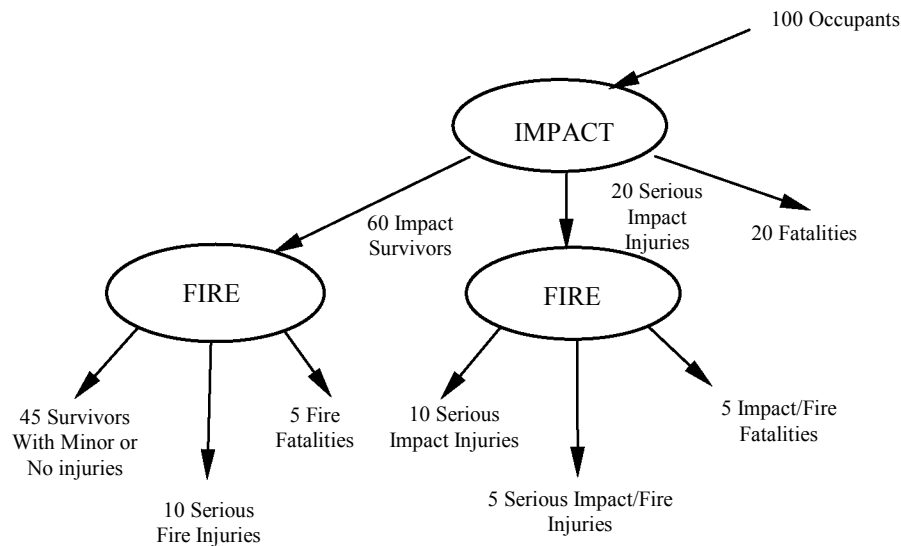 100 Occupants
IMPACT
60 Impact
Survivors
20 Serious
Impact
Injuries
20 Fatalities
FIRE
FIRE
45 Survivors
With Minor or
No injuries
5 Fire
Fatalities
10 Serious
Impact Injuries
5 Impact/Fire
Fatalities
10 Serious
Fire Injuries
5 Serious Impact/Fire
Injuries